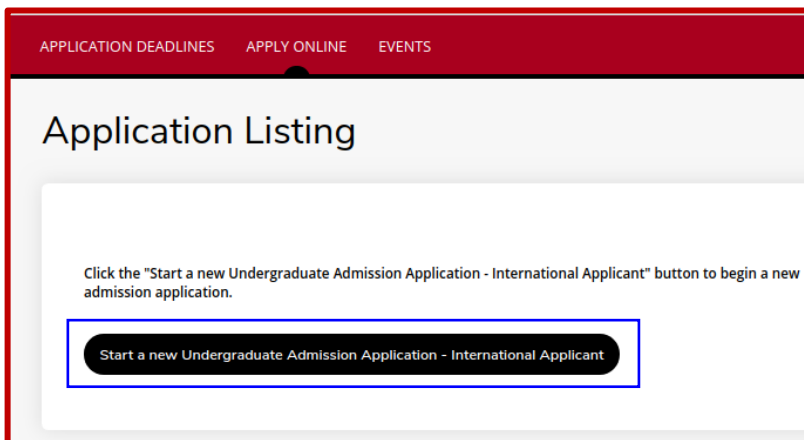 APPLICATION DEADLINES APPLY ONLINE EVENTS
Application Listing
Click the "Start a new Undergraduate Admission Application - International Applicant" button to begin a new
admission application.
Start a new Undergraduate Admission Application - International Applicant